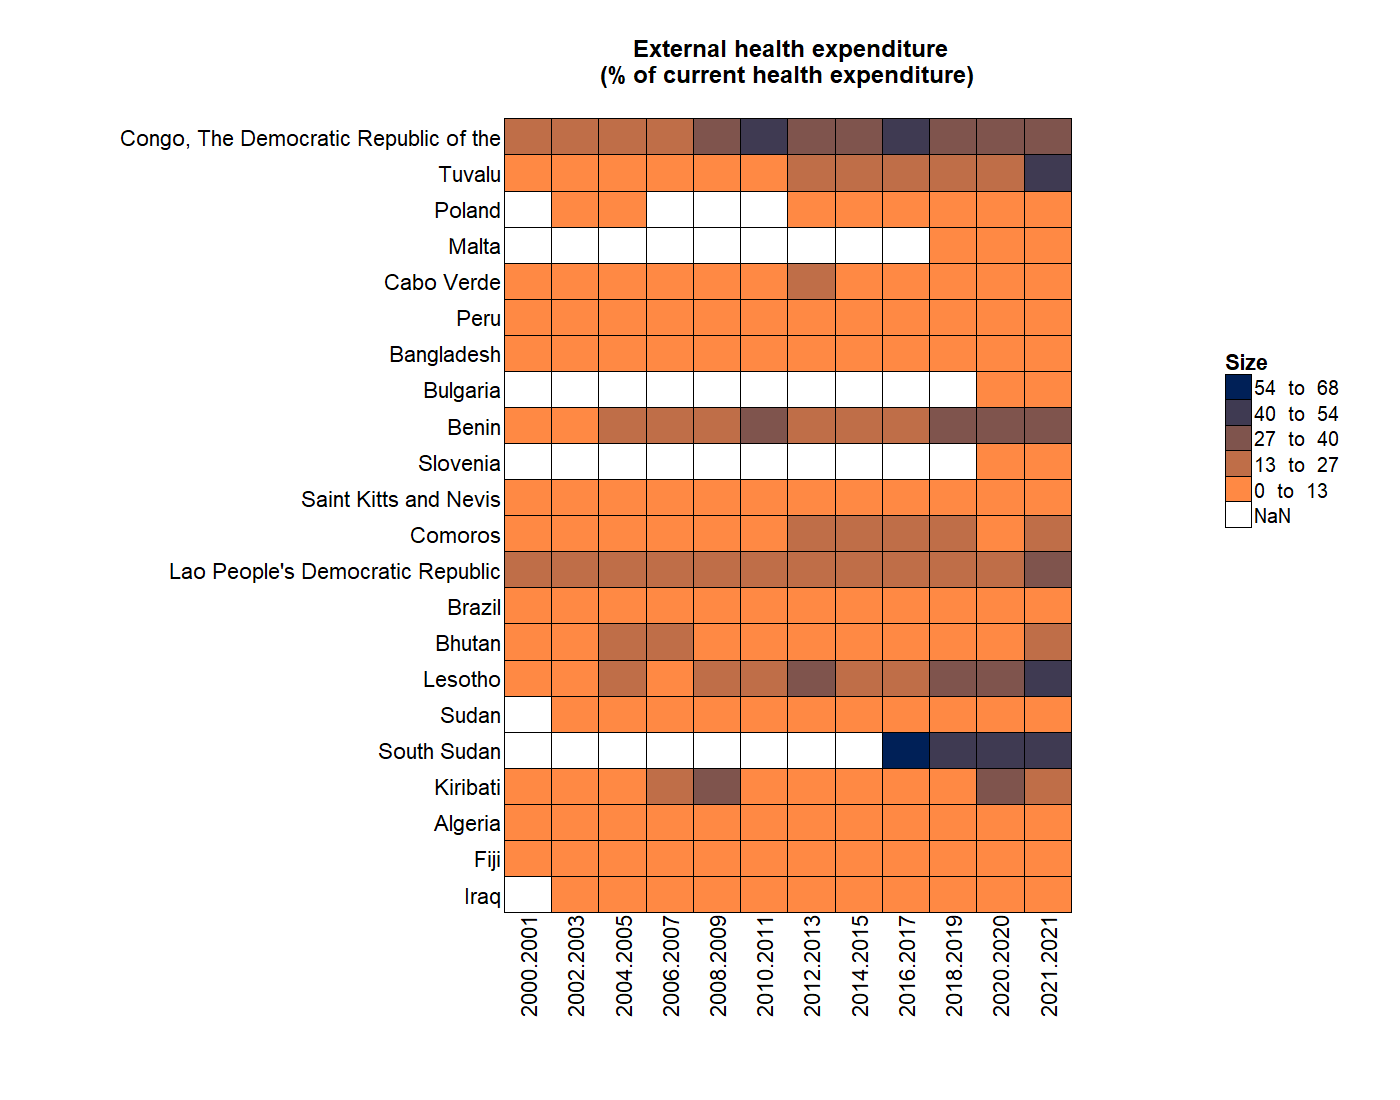 External health expenditure
(% of current health expenditure)
Congo, The Democratic Republic of the
Tuvalu
Poland
Malta
Cabo Verde
Peru
Bangladesh
Bulgaria
Benin
Slovenia
Saint Kitts and Nevis
Comoros
Lao People's Democratic Republic
Brazil
Bhutan
Lesotho
Sudan
South Sudan
Kiribati
Algeria
Fiji
Iraq
2000.2001
2002.2003
2004.2005
2006.2007
2008.2009
2010.2011
2012.2013
2014.2015
2016.2017
2018.2019
2020.2020
2021.2021
Size
54 to 68
40 to 54
27 to 40
13 to 27
0 to 13
NaN